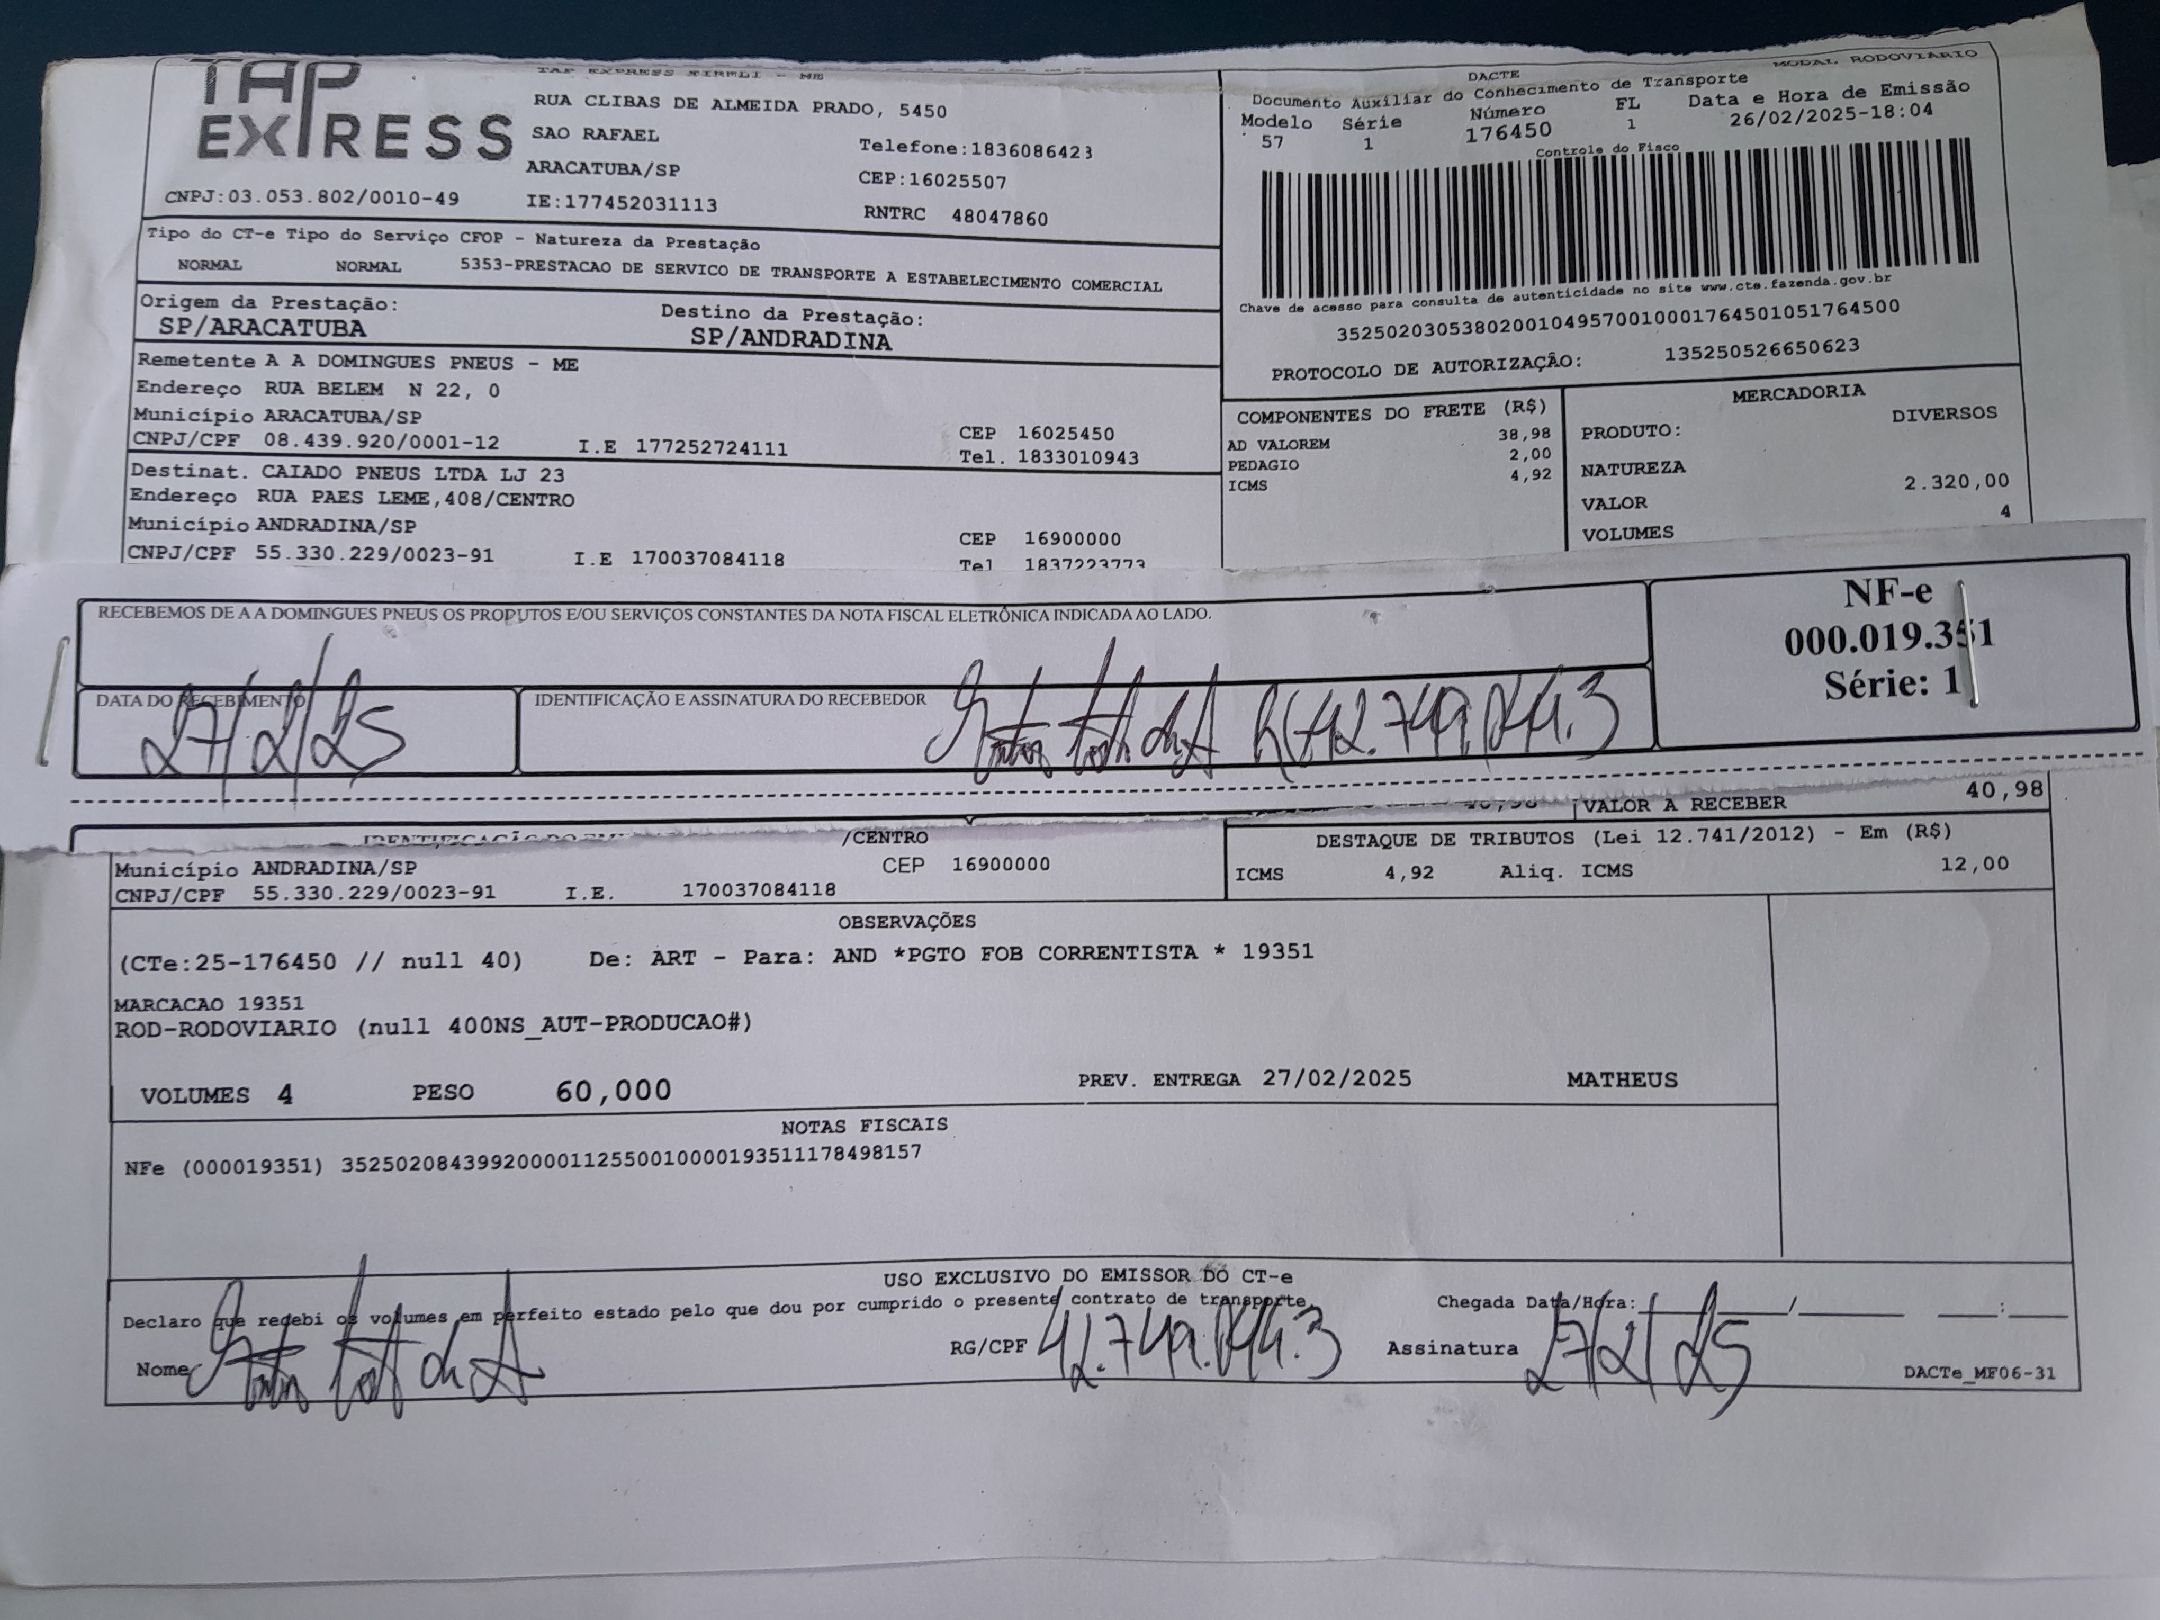 TAP EXPRESS
TAP EXPRESS EIRELI - ME
RUA CLIBAS DE ALMEIDA PRADO, 5450
SAO RAFAEL
Telefone:1836086423
ARACATUBA/SP
CEP:16025507
CNPJ:03.053.802/0010-49
IE:177452031113
RNTRC 48047860
MODAL RODOVIÁRIO
DACTE
Documento Auxiliar do Conhecimento de Transporte
Modelo Série Número FL Data e Hora de Emissão
57 1 176450 1 26/02/2025-18:04
Controle do Fisco
Chave de acesso para consulta de autenticidade no site www.cte.fazenda.gov.br
35250203053802001049570010001764501051764500
PROTOCOLO DE AUTORIZAÇÃO: 135250526650623
Tipo do CT-e Tipo do Serviço CFOP - Natureza da Prestação
NORMAL NORMAL 5353-PRESTACAO DE SERVICO DE TRANSPORTE A ESTABELECIMENTO COMERCIAL
Origem da Prestação: Destino da Prestação:
SP/ARACATUBA SP/ANDRADINA
Remetente A A DOMINGUES PNEUS - ME
Endereço RUA BELEM N 22, 0
Município ARACATUBA/SP CEP 16025450
CNPJ/CPF 08.439.920/0001-12 I.E 177252724111 Tel. 1833010943
Destinat. CAIADO PNEUS LTDA LJ 23
Endereço RUA PAES LEME,408/CENTRO
Município ANDRADINA/SP CEP 16900000
CNPJ/CPF 55.330.229/0023-91 I.E 170037084118 Tel 1837223773
COMPONENTES DO FRETE (R$)
AD VALOREM 38,98
PEDAGIO 2,00
ICMS 4,92
MERCADORIA
PRODUTO: DIVERSOS
NATUREZA
VALOR 2.320,00
VOLUMES 4
RECEBEMOS DE A A DOMINGUES PNEUS OS PRODUTOS E/OU SERVIÇOS CONSTANTES DA NOTA FISCAL ELETRÔNICA INDICADA AO LADO.
NF-e
000.019.351
Série: 1
DATA DO RECEBIMENTO
27/2/25
IDENTIFICAÇÃO E ASSINATURA DO RECEBEDOR
42.749.044.3
40,98 VALOR A RECEBER 40,98
/CENTRO
Município ANDRADINA/SP CEP 16900000
CNPJ/CPF 55.330.229/0023-91 I.E. 170037084118
DESTAQUE DE TRIBUTOS (Lei 12.741/2012) - Em (R$)
ICMS 4,92 Aliq. ICMS 12,00
OBSERVAÇÕES
(CTe:25-176450 // null 40) De: ART - Para: AND *PGTO FOB CORRENTISTA * 19351
MARCACAO 19351
ROD-RODOVIARIO (null 400NS_AUT-PRODUCAO#)
VOLUMES 4 PESO 60,000 PREV. ENTREGA 27/02/2025 MATHEUS
NOTAS FISCAIS
NFe (000019351) 35250208439920000112550010000193511178498157
USO EXCLUSIVO DO EMISSOR DO CT-e
Declaro que recebi os volumes em perfeito estado pelo que dou por cumprido o presente contrato de transporte.
Chegada Data/Hora: / :
Nome
RG/CPF 42.749.044.3
Assinatura 27/2/25
DACTe_MF06-31